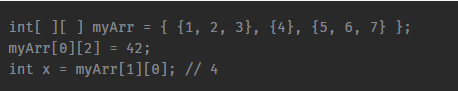 int[ ][ ] myArr = { {1, 2, 3}, {4}, {5, 6, 7} };
myArr[0][2] = 42;
int x = myArr[1][0]; // 4